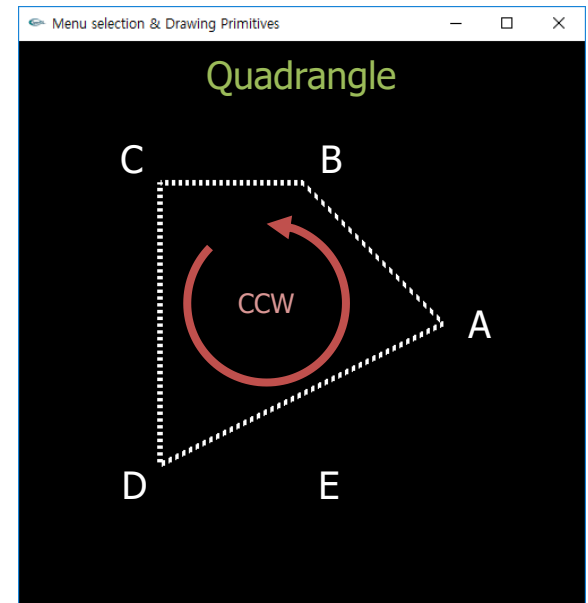 Menu selection & Drawing Primitives
Quadrangle
C B
CCW
A
D E